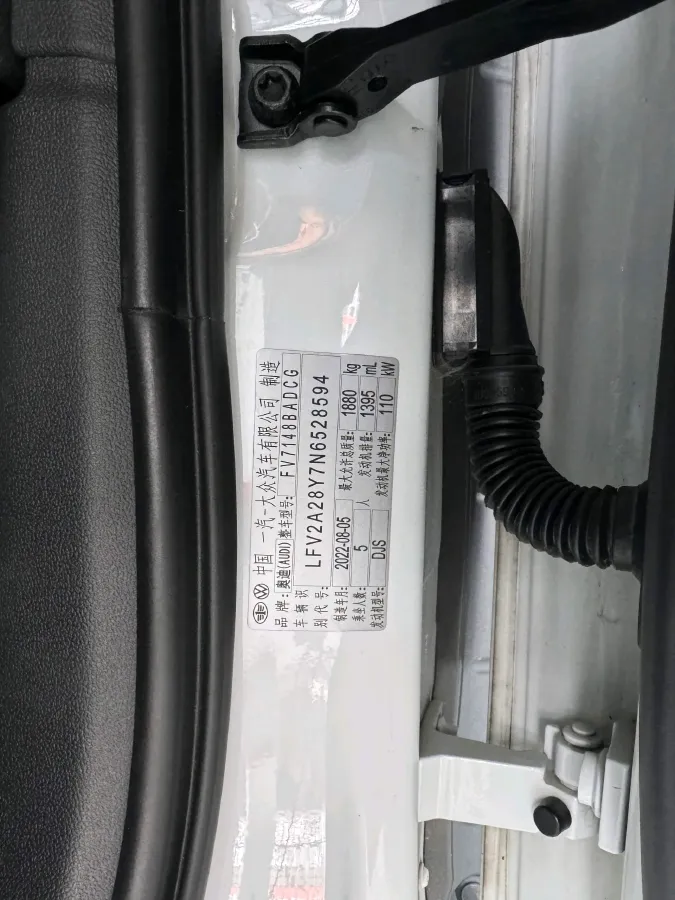 中国 一汽-大众汽车有限公司 制造
品牌: 奥迪(AUDI) 整车型号: FV7148BADCG
车辆识别代号: LFV2A28Y7N6528594
制造年月: 2022-08-05 最大允许总质量: 1880 kg
乘坐人数: 5 人 发动机排量: 1395 mL
发动机型号: DJS 发动机最大净功率: 110 kW